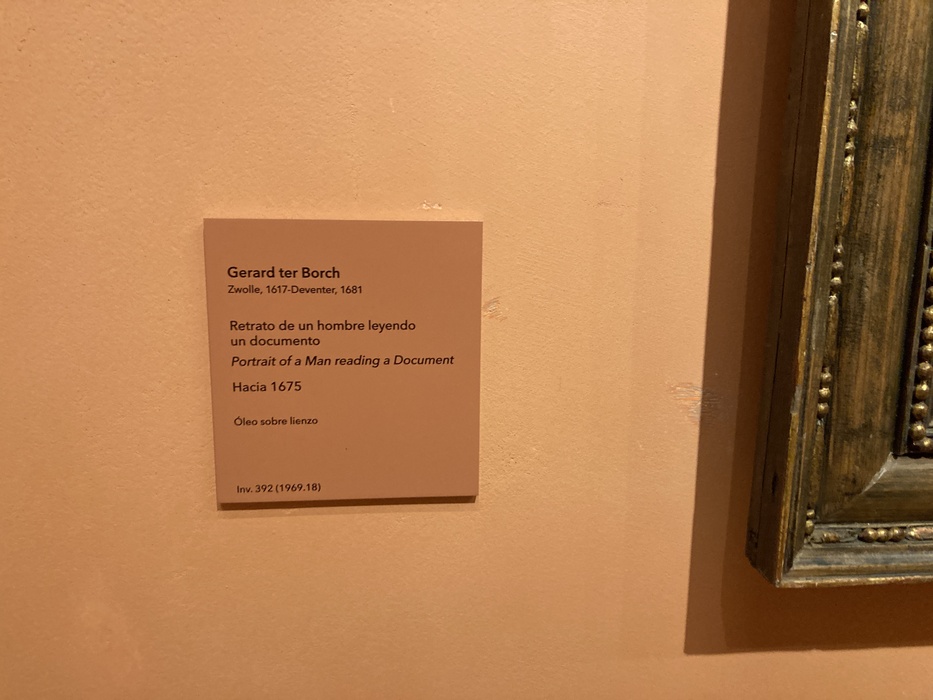 Gerard ter Borch
Zwolle, 1617-Deventer, 1681
Retrato de un hombre leyendo
un documento
Portrait of a Man reading a Document
Hacia 1675
Óleo sobre lienzo
Inv. 392 (1969.18)